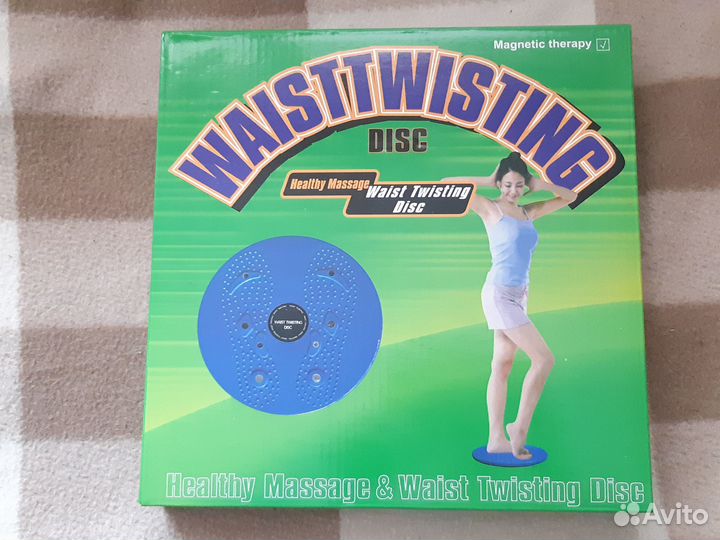 Magnetic therapy
WAISTTWISTING
DISC
Healthy Massage
Waist Twisting
Disc
WAIST TWISTING
DISC
Healthy Massage & Waist Twisting Disc
Avito